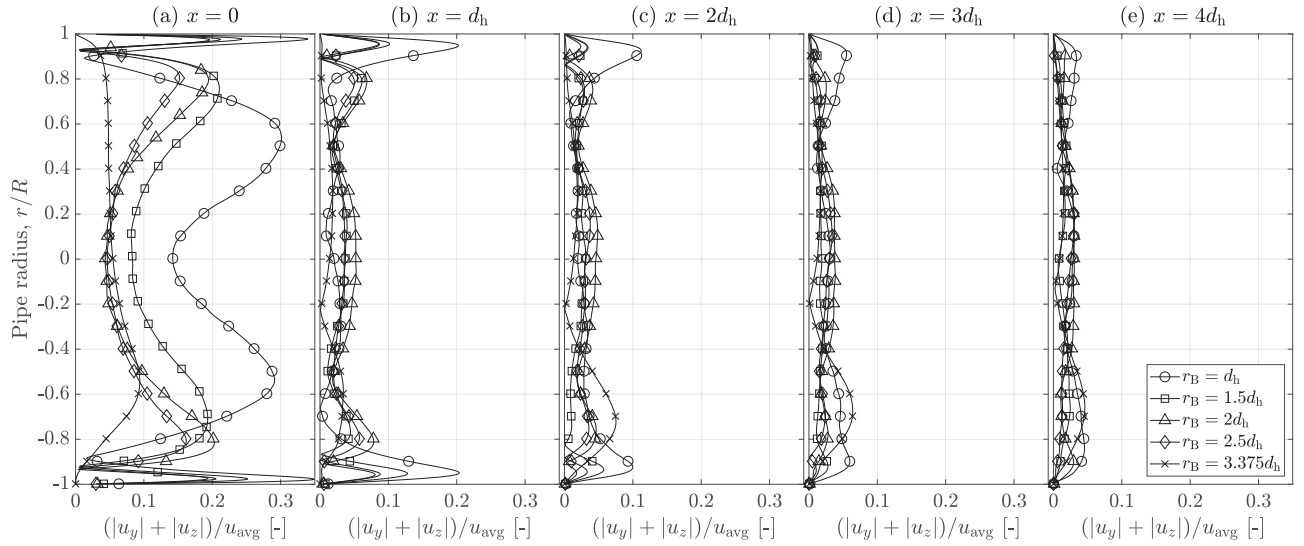 (a) x = 0
(b) x = d_h
(c) x = 2d_h
(d) x = 3d_h
(e) x = 4d_h
Pipe radius, r/R
1
0.8
0.6
0.4
0.2
0
-0.2
-0.4
-0.6
-0.8
-1
r_B = d_h
r_B = 1.5d_h
r_B = 2d_h
r_B = 2.5d_h
r_B = 3.375d_h
0 0.1 0.2 0.3 0 0.1 0.2 0.3 0 0.1 0.2 0.3 0 0.1 0.2 0.3 0 0.1 0.2 0.3
(|u_y| + |u_z|)/u_avg [-]
(|u_y| + |u_z|)/u_avg [-]
(|u_y| + |u_z|)/u_avg [-]
(|u_y| + |u_z|)/u_avg [-]
(|u_y| + |u_z|)/u_avg [-]